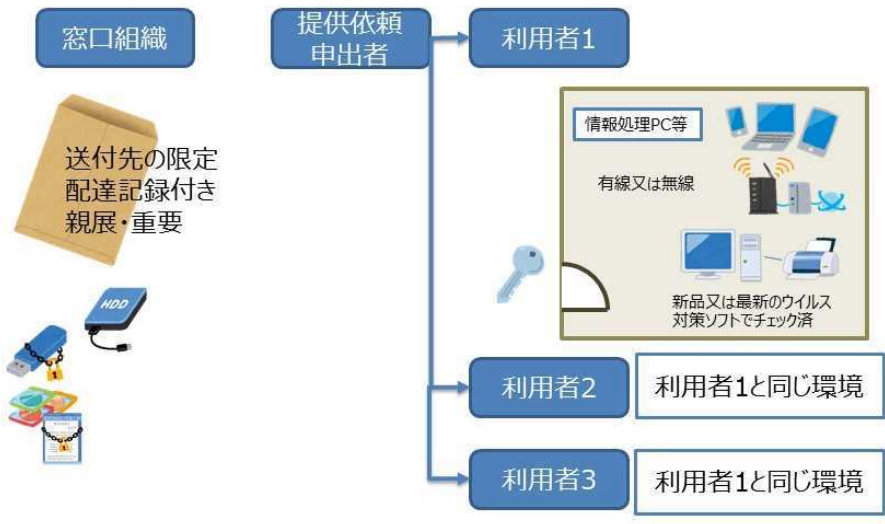 窓口組織
提供依頼
申出者
利用者1
送付先の限定
配達記録付き
親展・重要
HDD
情報処理PC等
有線又は無線
新品又は最新のウイルス
対策ソフトでチェック済
利用者2
利用者1と同じ環境
利用者3
利用者1と同じ環境